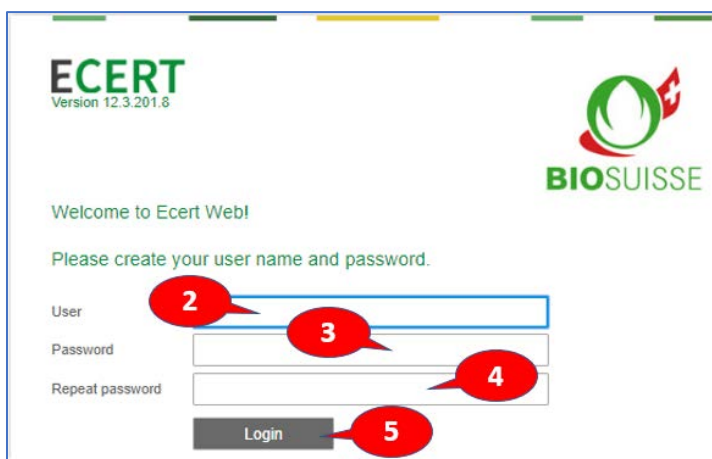 ECERT
Version 12.3.201.8
BIOSUISSE
Welcome to Ecert Web!
Please create your user name and password.
User
2
Password
3
Repeat password
4
Login
5